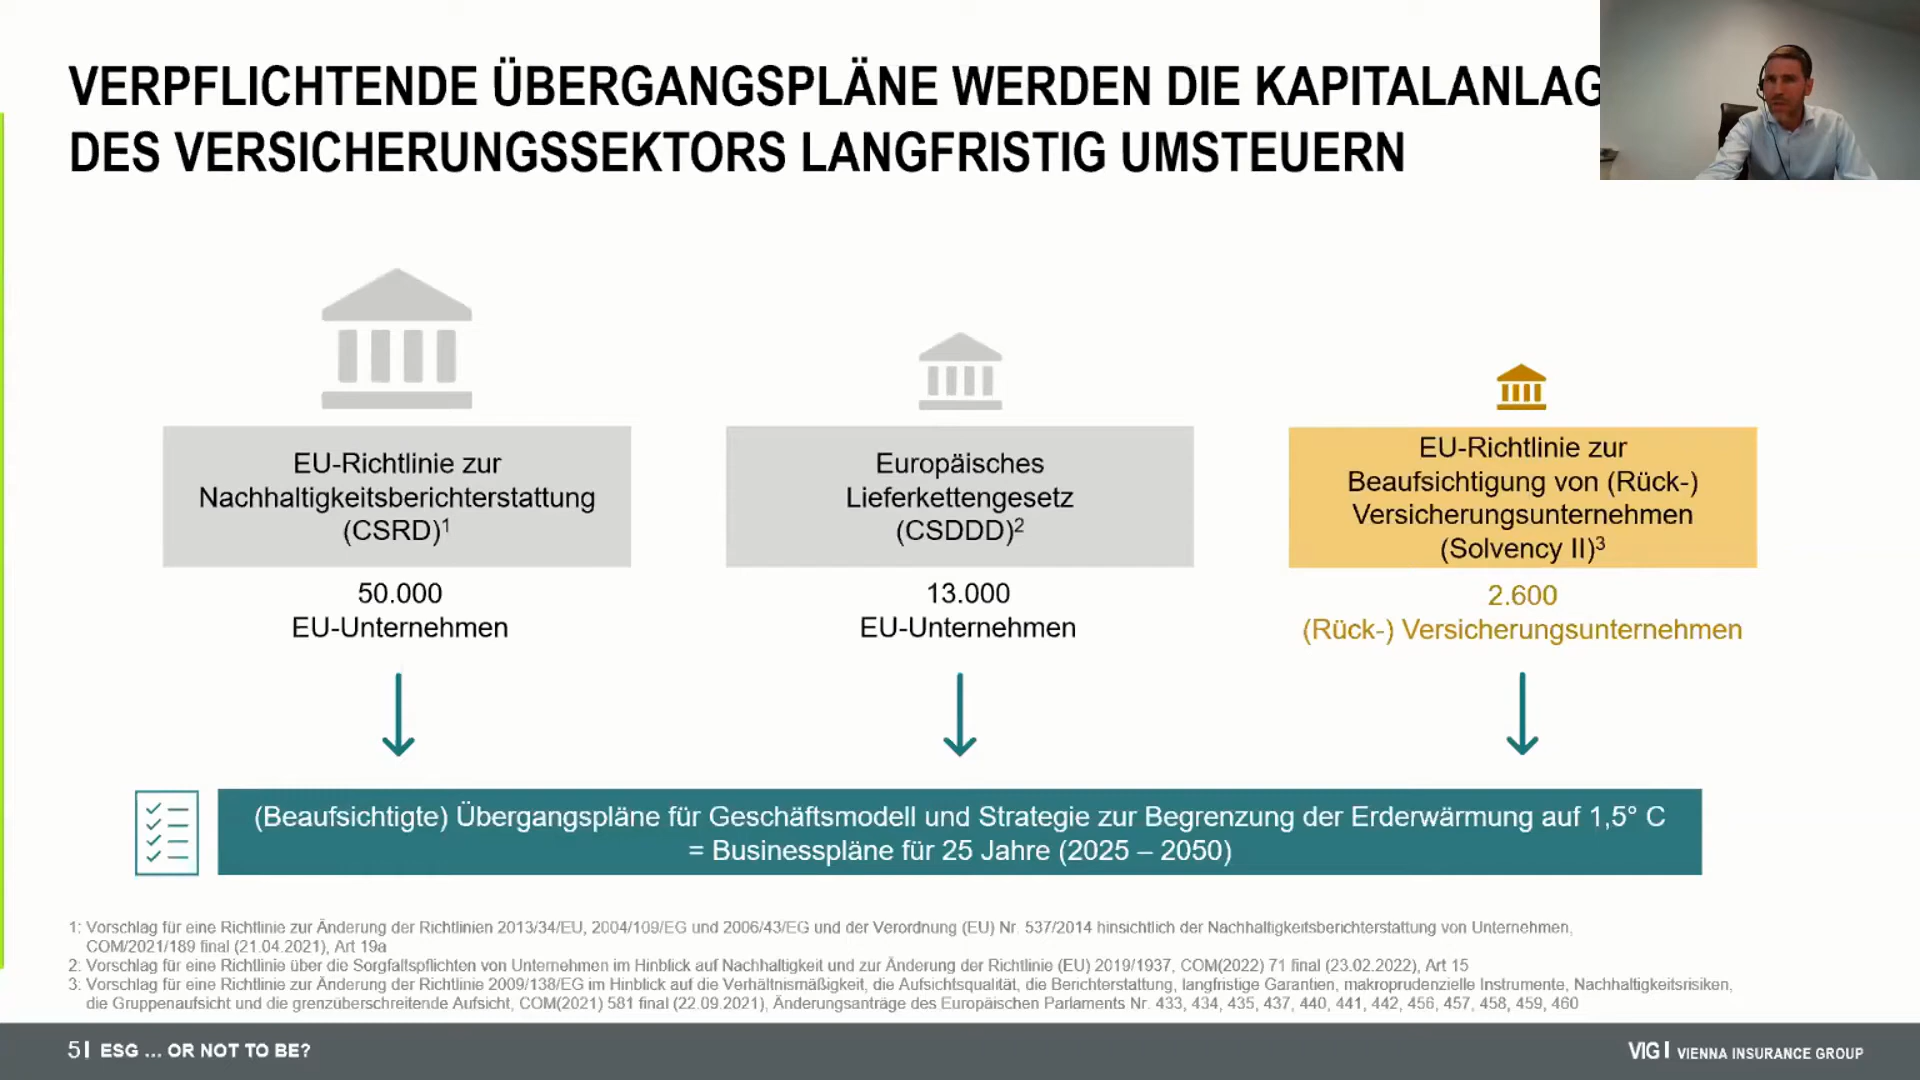 VERPFLICHTENDE ÜBERGANGSPLÄNE WERDEN DIE KAPITALANLAG
DES VERSICHERUNGSSEKTORS LANGFRISTIG UMSTEUERN
EU-Richtlinie zur
Nachhaltigkeitsberichterstattung
(CSRD)¹
50.000
EU-Unternehmen
Europäisches
Lieferkettengesetz
(CSDDD)²
13.000
EU-Unternehmen
EU-Richtlinie zur
Beaufsichtigung von (Rück-)
Versicherungsunternehmen
(Solvency II)³
2.600
(Rück-) Versicherungsunternehmen
(Beaufsichtigte) Übergangspläne für Geschäftsmodell und Strategie zur Begrenzung der Erderwärmung auf 1,5° C
= Businesspläne für 25 Jahre (2025 – 2050)
1: Vorschlag für eine Richtlinie zur Änderung der Richtlinien 2013/34/EU, 2004/109/EG und 2006/43/EG und der Verordnung (EU) Nr. 537/2014 hinsichtlich der Nachhaltigkeitsberichterstattung von Unternehmen,
COM/2021/189 final (21.04.2021), Art 19a
2: Vorschlag für eine Richtlinie über die Sorgfaltspflichten von Unternehmen im Hinblick auf Nachhaltigkeit und zur Änderung der Richtlinie (EU) 2019/1937, COM(2022) 71 final (23.02.2022), Art 15
3: Vorschlag für eine Richtlinie zur Änderung der Richtlinie 2009/138/EG im Hinblick auf die Verhältnismäßigkeit, die Aufsichtsqualität, die Berichterstattung, langfristige Garantien, makroprudenzielle Instrumente, Nachhaltigkeitsrisiken,
die Gruppenaufsicht und die grenzüberschreitende Aufsicht, COM(2021) 581 final (22.09.2021), Änderungsanträge des Europäischen Parlaments Nr. 433, 434, 435, 437, 440, 441, 442, 456, 457, 458, 459, 460
5 | ESG ... OR NOT TO BE?
VIG | VIENNA INSURANCE GROUP